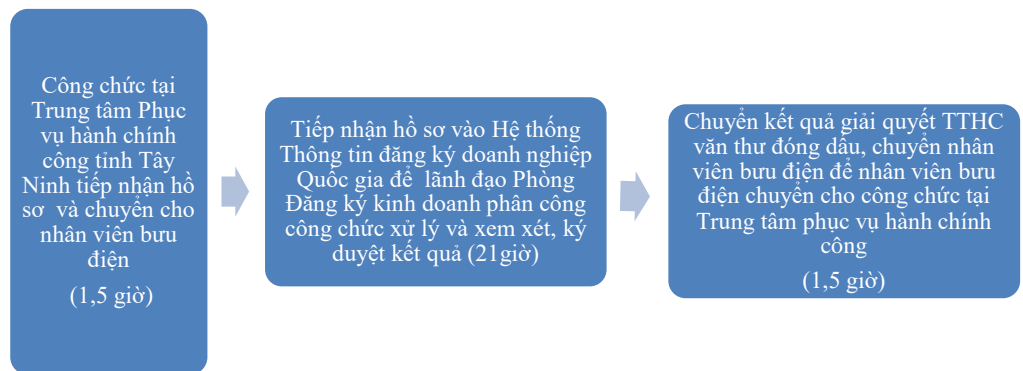 Công chức tại
Trung tâm Phục
vụ hành chính
công tỉnh Tây
Ninh tiếp nhận hồ
sơ và chuyển cho
nhân viên bưu
điện
(1,5 giờ)
Tiếp nhận hồ sơ vào Hệ thống
Thông tin đăng ký doanh nghiệp
Quốc gia để lãnh đạo Phòng
Đăng ký kinh doanh phân công
công chức xử lý và xem xét, ký
duyệt kết quả (21giờ)
Chuyển kết quả giải quyết TTHC
văn thư đóng dấu, chuyển nhân
viên bưu điện để nhân viên bưu
điện chuyển cho công chức tại
Trung tâm phục vụ hành chính
công
(1,5 giờ)